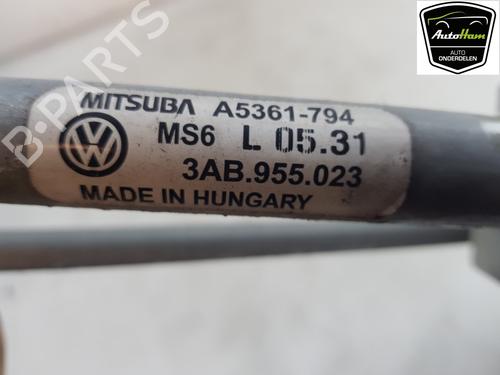 AutoHam
AUTO
ONDERDELEN
B-PARTS
MITSUBA A5361-794
MS6 L 05.31
3AB.955.023
MADE IN HUNGARY